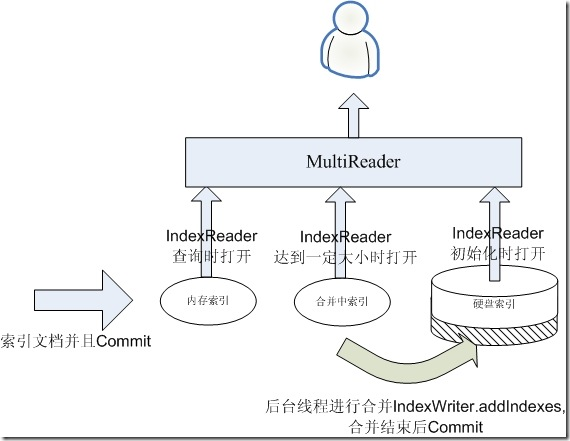 MultiReader
IndexReader
查询时打开
IndexReader
达到一定大小时打开
IndexReader
初始化时打开
内存索引
合并中索引
硬盘索引
索引文档并且Commit
后台线程进行合并IndexWriter.addIndexes,
合并结束后Commit